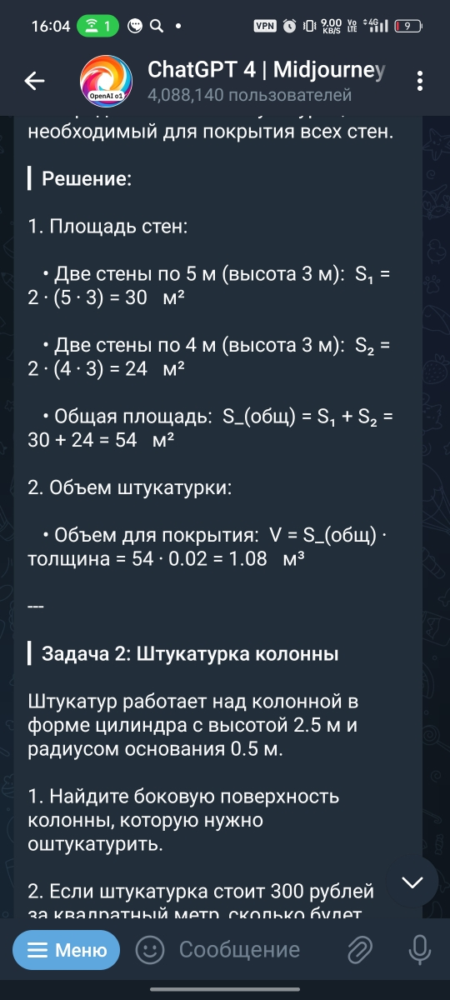 16:04 1
VPN 9.00 KB/S Vo LTE 4G 9
ChatGPT 4 | Midjourney
OpenAI o1
4,088,140 пользователей
необходимый для покрытия всех стен.
Решение:
1. Площадь стен:
• Две стены по 5 м (высота 3 м): S₁ =
2 · (5 · 3) = 30 м²
• Две стены по 4 м (высота 3 м): S₂ =
2 · (4 · 3) = 24 м²
• Общая площадь: S_(общ) = S₁ + S₂ =
30 + 24 = 54 м²
2. Объем штукатурки:
• Объем для покрытия: V = S_(общ) ·
толщина = 54 · 0.02 = 1.08 м³
---
Задача 2: Штукатурка колонны
Штукатур работает над колонной в
форме цилиндра с высотой 2.5 м и
радиусом основания 0.5 м.
1. Найдите боковую поверхность
колонны, которую нужно
оштукатурить.
2. Если штукатурка стоит 300 рублей
за квадратный метр, сколько будет
Меню
Сообщение